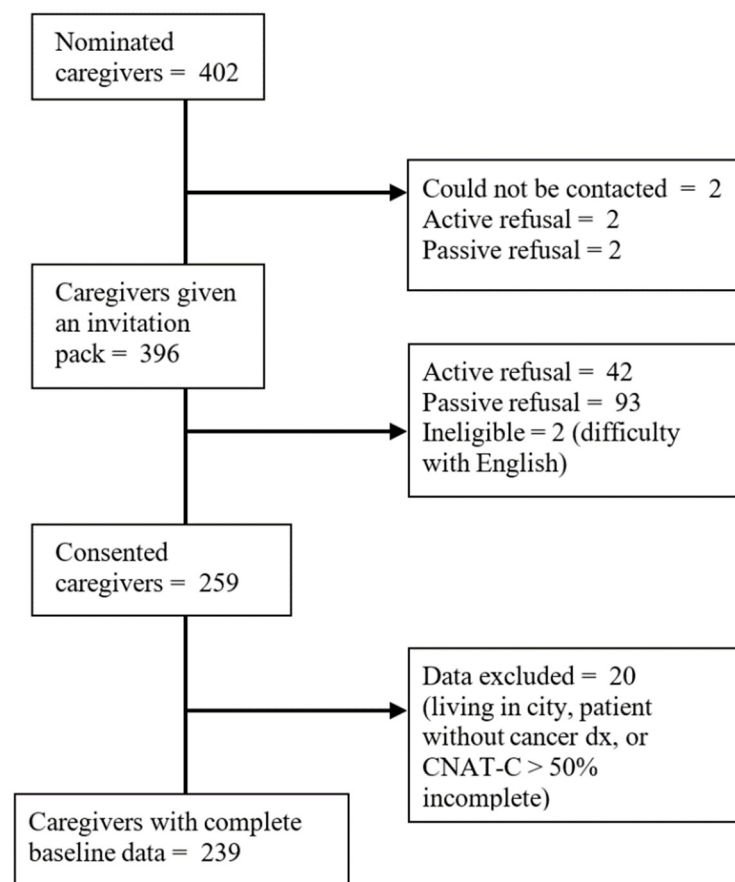 Nominated
caregivers = 402
Could not be contacted = 2
Active refusal = 2
Passive refusal = 2
Caregivers given
an invitation
pack = 396
Active refusal = 42
Passive refusal = 93
Ineligible = 2 (difficulty
with English)
Consented
caregivers = 259
Data excluded = 20
(living in city, patient
without cancer dx, or
CNAT-C > 50%
incomplete)
Caregivers with complete
baseline data = 239